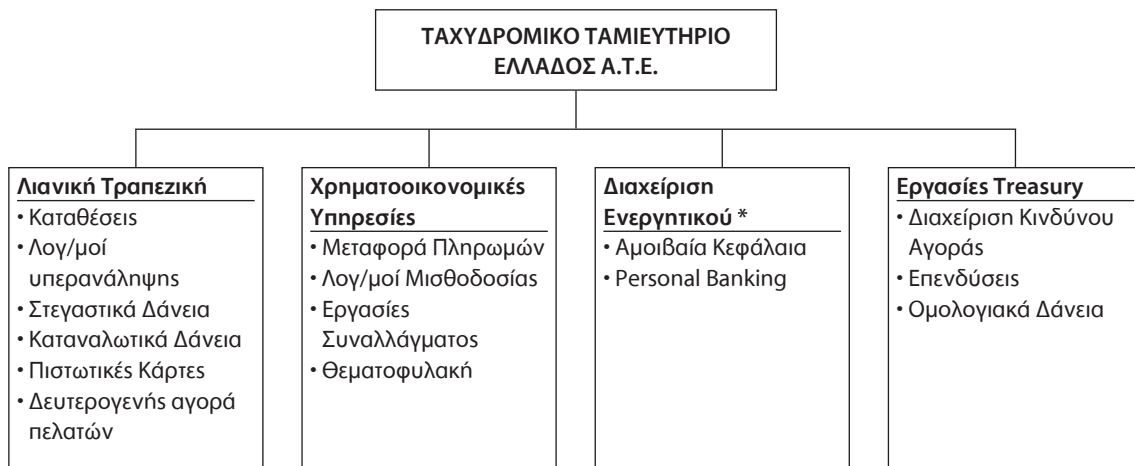 ΤΑΧΥΔΡΟΜΙΚΟ ΤΑΜΙΕΥΤΗΡΙΟ
ΕΛΛΑΔΟΣ Α.Τ.Ε.
Λιανική Τραπεζική
• Καταθέσεις
• Λογ/μοί
υπερανάληψης
• Στεγαστικά Δάνεια
• Καταναλωτικά Δάνεια
• Πιστωτικές Κάρτες
• Δευτερογενής αγορά
πελατών
Χρηματοοικονομικές
Υπηρεσίες
• Μεταφορά Πληρωμών
• Λογ/μοί Μισθοδοσίας
• Εργασίες
Συναλλάγματος
• Θεματοφυλακή
Διαχείριση
Ενεργητικού *
• Αμοιβαία Κεφάλαια
• Personal Banking
Εργασίες Treasury
• Διαχείριση Κινδύνου
Αγοράς
• Επενδύσεις
• Ομολογιακά Δάνεια